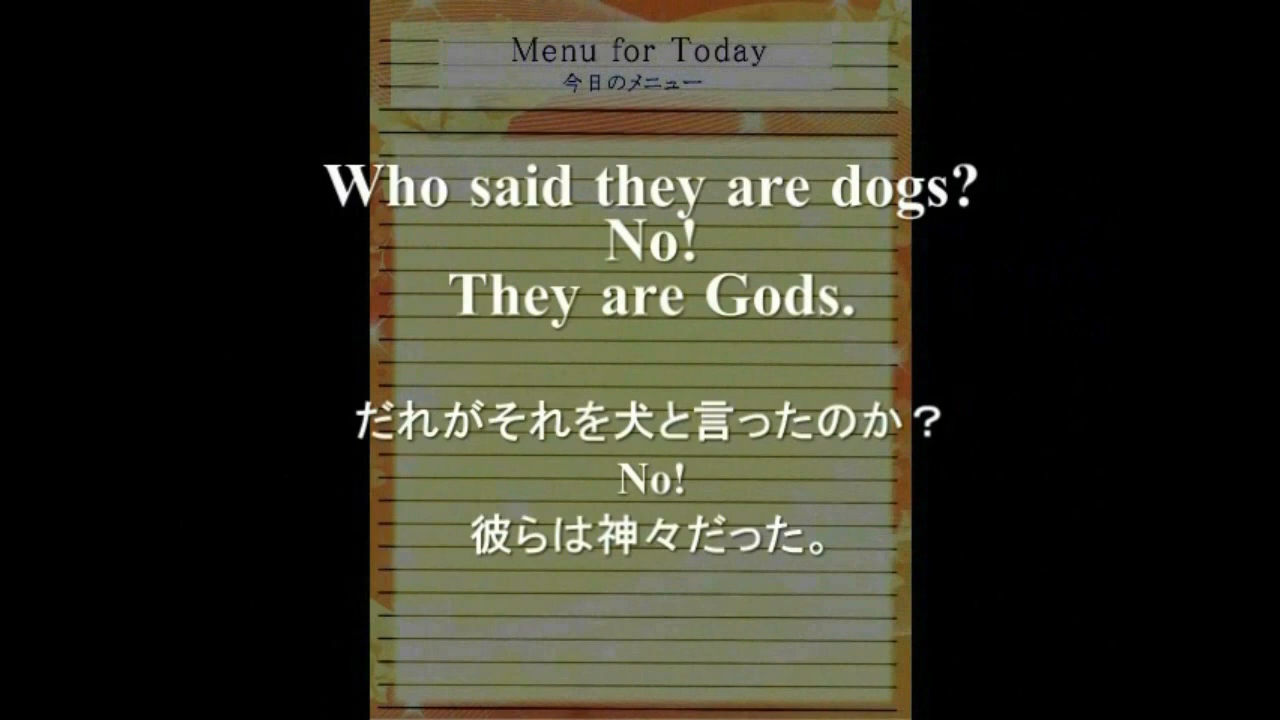 Menu for Today
今日のメニュー
Who said they are dogs?
No!
They are Gods.
だれがそれを犬と言ったのか？
No!
彼らは神々だった。